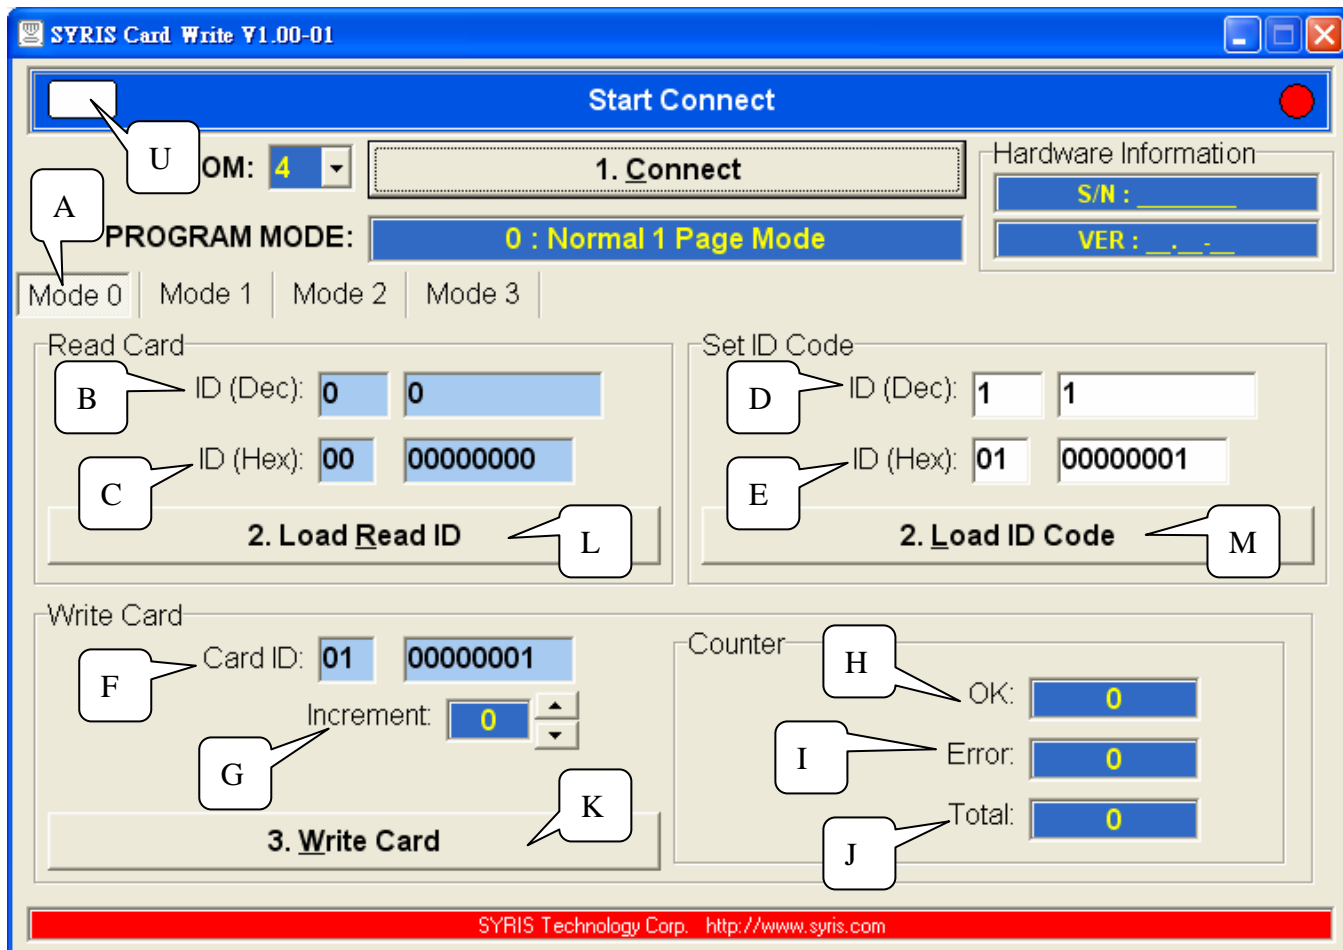 SYRIS Card Write V1.00-01
Start Connect
U
OM: 4 1. Connect
Hardware Information
S/N : ________
VER : __.__-__
A
PROGRAM MODE: 0 : Normal 1 Page Mode
Mode 0 Mode 1 Mode 2 Mode 3
Read Card
B ID (Dec): 0 0
C ID (Hex): 00 00000000
2. Load Read ID L
Set ID Code
D ID (Dec): 1 1
E ID (Hex): 01 00000001
2. Load ID Code M
Write Card
F Card ID: 01 00000001
G Increment: 0
3. Write Card K
Counter
H OK: 0
I Error: 0
J Total: 0
SYRIS Technology Corp. http://www.syris.com